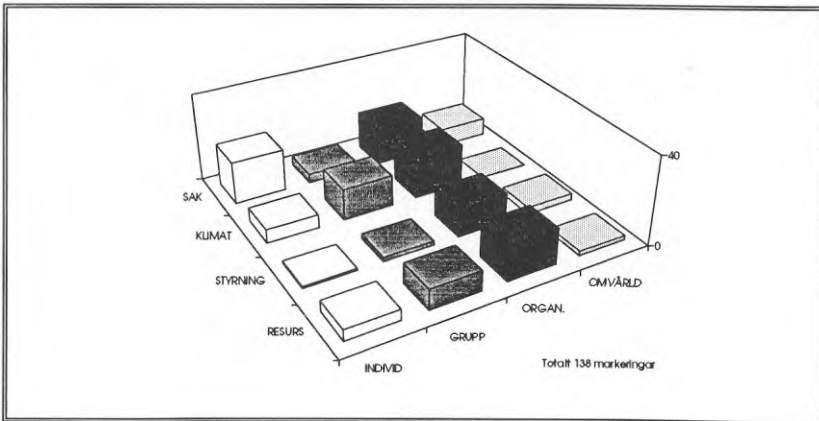 40
0
SAK
KLIMAT
STYRNING
RESURS
INDIVID
GRUPP
ORGAN.
OMVÄRLD
Totalt 138 markeringar